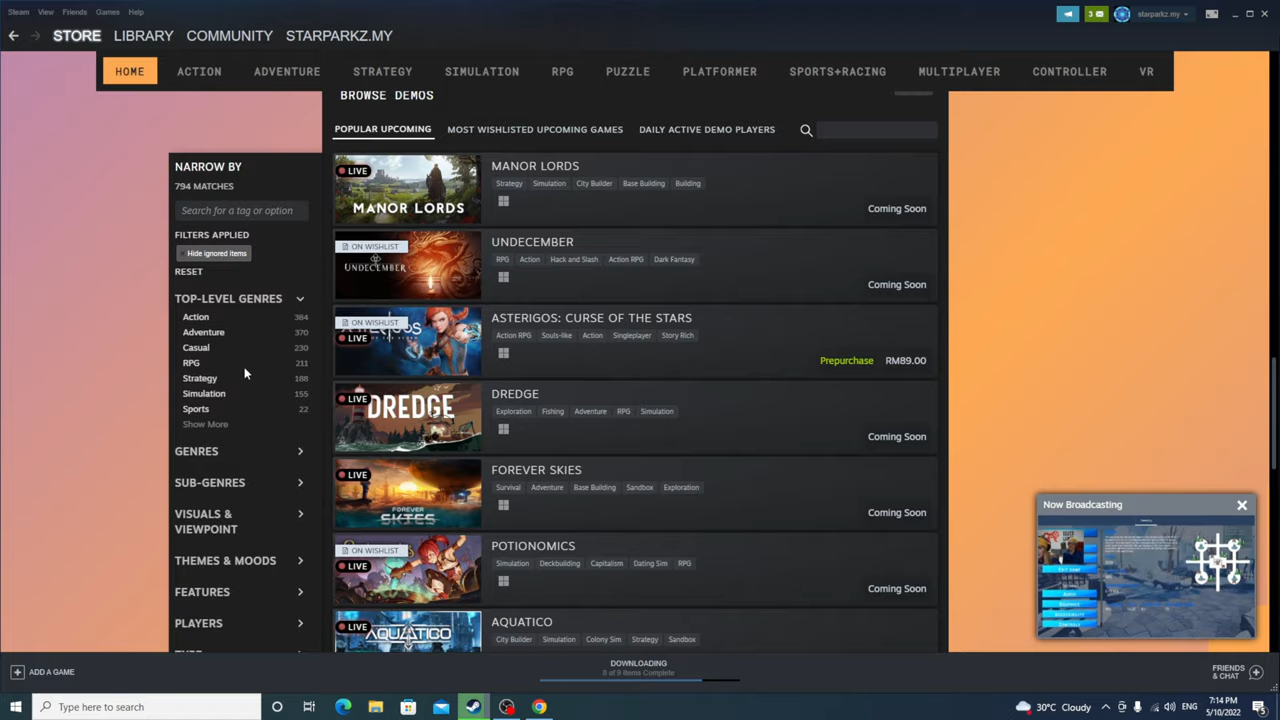 Steam View Friends Games Help
3 starparkz.my
STORE LIBRARY COMMUNITY STARPARKZ.MY
HOME ACTION ADVENTURE STRATEGY SIMULATION RPG PUZZLE PLATFORMER SPORTS+RACING MULTIPLAYER CONTROLLER VR
BROWSE DEMOS
POPULAR UPCOMING MOST WISHLISTED UPCOMING GAMES DAILY ACTIVE DEMO PLAYERS
NARROW BY
794 MATCHES
Search for a tag or option
FILTERS APPLIED
Hide ignored items
RESET
TOP-LEVEL GENRES
Action 384
Adventure 370
Casual 230
RPG 211
Strategy 188
Simulation 155
Sports 22
Show More
GENRES
SUB-GENRES
VISUALS &
VIEWPOINT
THEMES & MOODS
FEATURES
PLAYERS
LIVE
MANOR LORDS
MANOR LORDS
Strategy Simulation City Builder Base Building Building
Coming Soon
ON WISHLIST
UNDECEMBER
UNDECEMBER
RPG Action Hack and Slash Action RPG Dark Fantasy
Coming Soon
ON WISHLIST
LIVE
ASTERIGOS: CURSE OF THE STARS
Action RPG Souls-like Action Singleplayer Story Rich
Prepurchase RM89.00
LIVE
DREDGE
DREDGE
Exploration Fishing Adventure RPG Simulation
Coming Soon
LIVE
FOREVER SKIES
FOREVER SKIES
Survival Adventure Base Building Sandbox Exploration
Coming Soon
ON WISHLIST
LIVE
POTIONOMICS
Simulation Deckbuilding Capitalism Dating Sim RPG
Coming Soon
LIVE
AQUATICO
AQUATICO
City Builder Simulation Colony Sim Strategy Sandbox
Now Broadcasting
ADD A GAME
DOWNLOADING
8 of 9 Items Complete
FRIENDS
& CHAT
Type here to search
30°C Cloudy
ENG
7:14 PM
5/10/2022
5